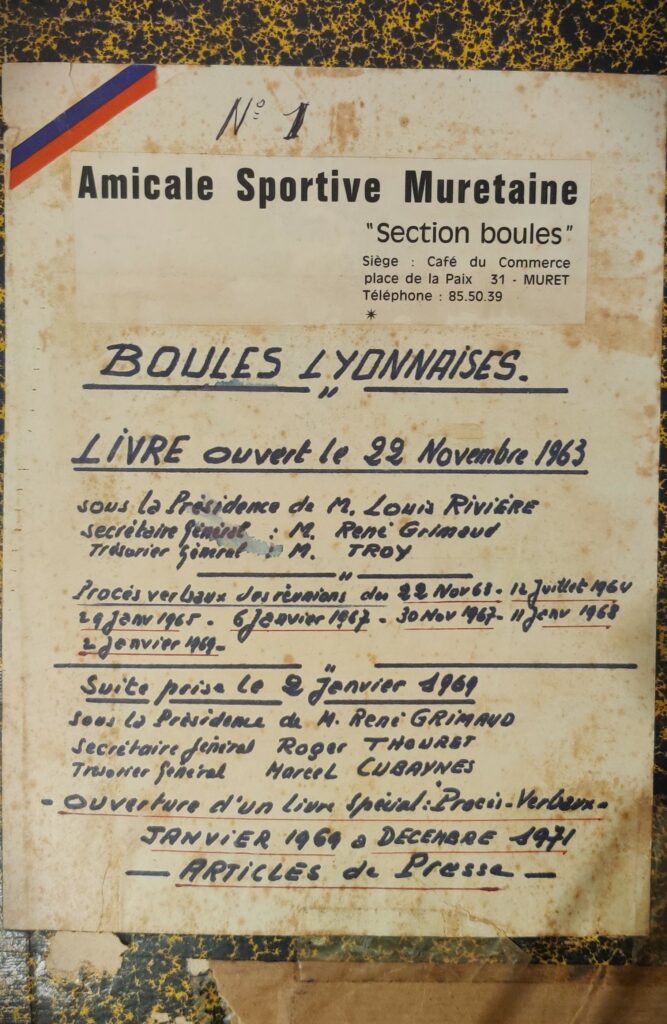 N° 1
Amicale Sportive Muretaine
"Section boules"
Siège : Café du Commerce
place de la Paix 31 - MURET
Téléphone : 85.50.39
*
BOULES LYONNAISES.
"
LIVRE ouvert le 22 Novembre 1963
sous la Présidence de M. Louis RIVIÈRE
secrétaire Général : M. René Grimaud
Trésorier Général : M. TROY
"
Procès verbaux des réunions du 22 Nov 63 - 12 Juillet 1964
29 Janv 1965 - 6 Janvier 1967 - 30 Nov 1967 - 11 Janv 1968
2 Janvier 1969 -
"
Suite prise le 2 Janvier 1969
sous la Présidence de M. René GRIMAUD
Secrétaire Général Roger THOURET
Trésorier Général Marcel CUBAYNES
- Ouverture d'un Livre Spécial : Procès-Verbaux -
JANVIER 1969 à DECEMBRE 1971
— ARTICLES de Presse —